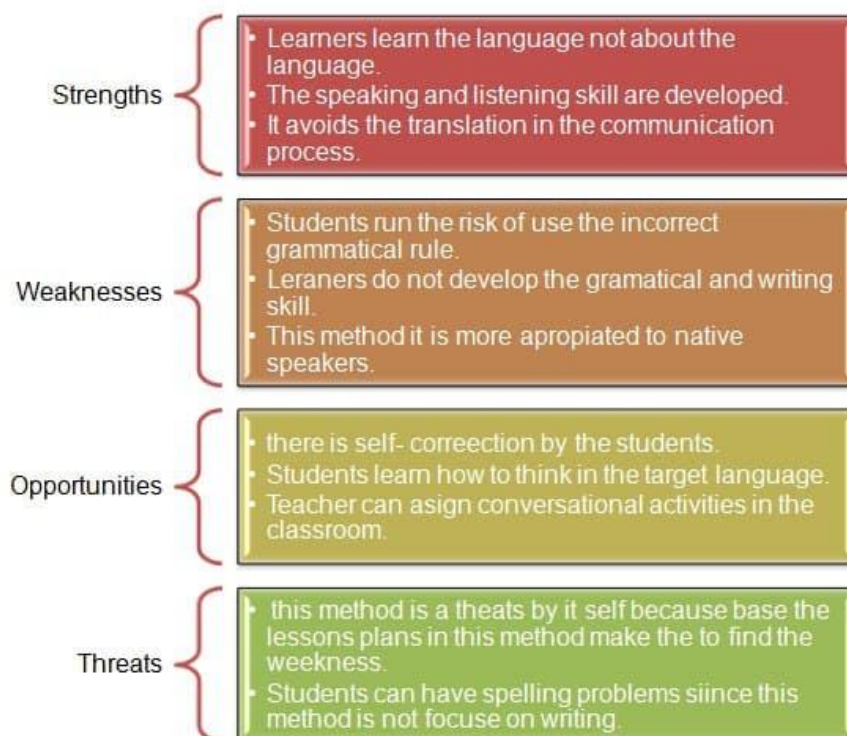 Strengths
• Learners learn the language not about the
language.
• The speaking and listening skill are developed.
• It avoids the translation in the communication
process.
Weaknesses
• Students run the risk of use the incorrect
grammatical rule.
• Leraners do not develop the gramatical and writing
skill.
• This method it is more apropiated to native
speakers.
Opportunities
• there is self- correection by the students.
• Students learn how to think in the target language.
• Teacher can asign conversational activities in the
classroom.
Threats
• this method is a theats by it self because base the
lessons plans in this method make the to find the
weekness.
• Students can have spelling problems siince this
method is not focuse on writing.